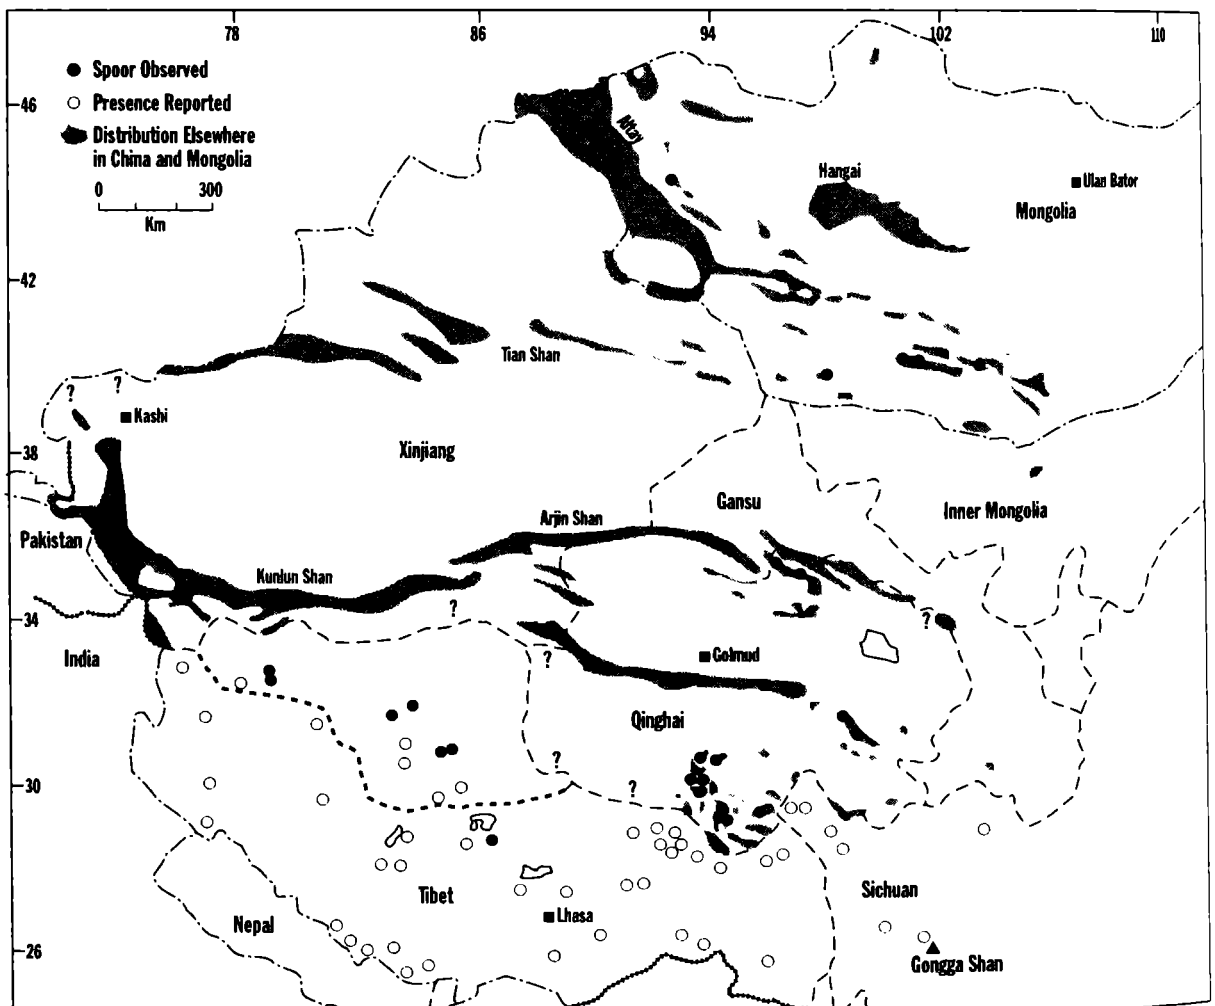 78 86 94 102 110
Spoor Observed
46
Presence Reported
Distribution Elsewhere
in China and Mongolia
0 300
Km
Altay
Hangai
Ulan Bator
Mongolia
42
Tian Shan
?
?
Kashi
38
Xinjiang
Gansu
Inner Mongolia
Arjin Shan
Pakistan
Kunlun Shan
?
34
?
India
?
Golmud
Qinghai
?
30
?
Tibet
Sichuan
Lhasa
Nepal
26
Gongga Shan